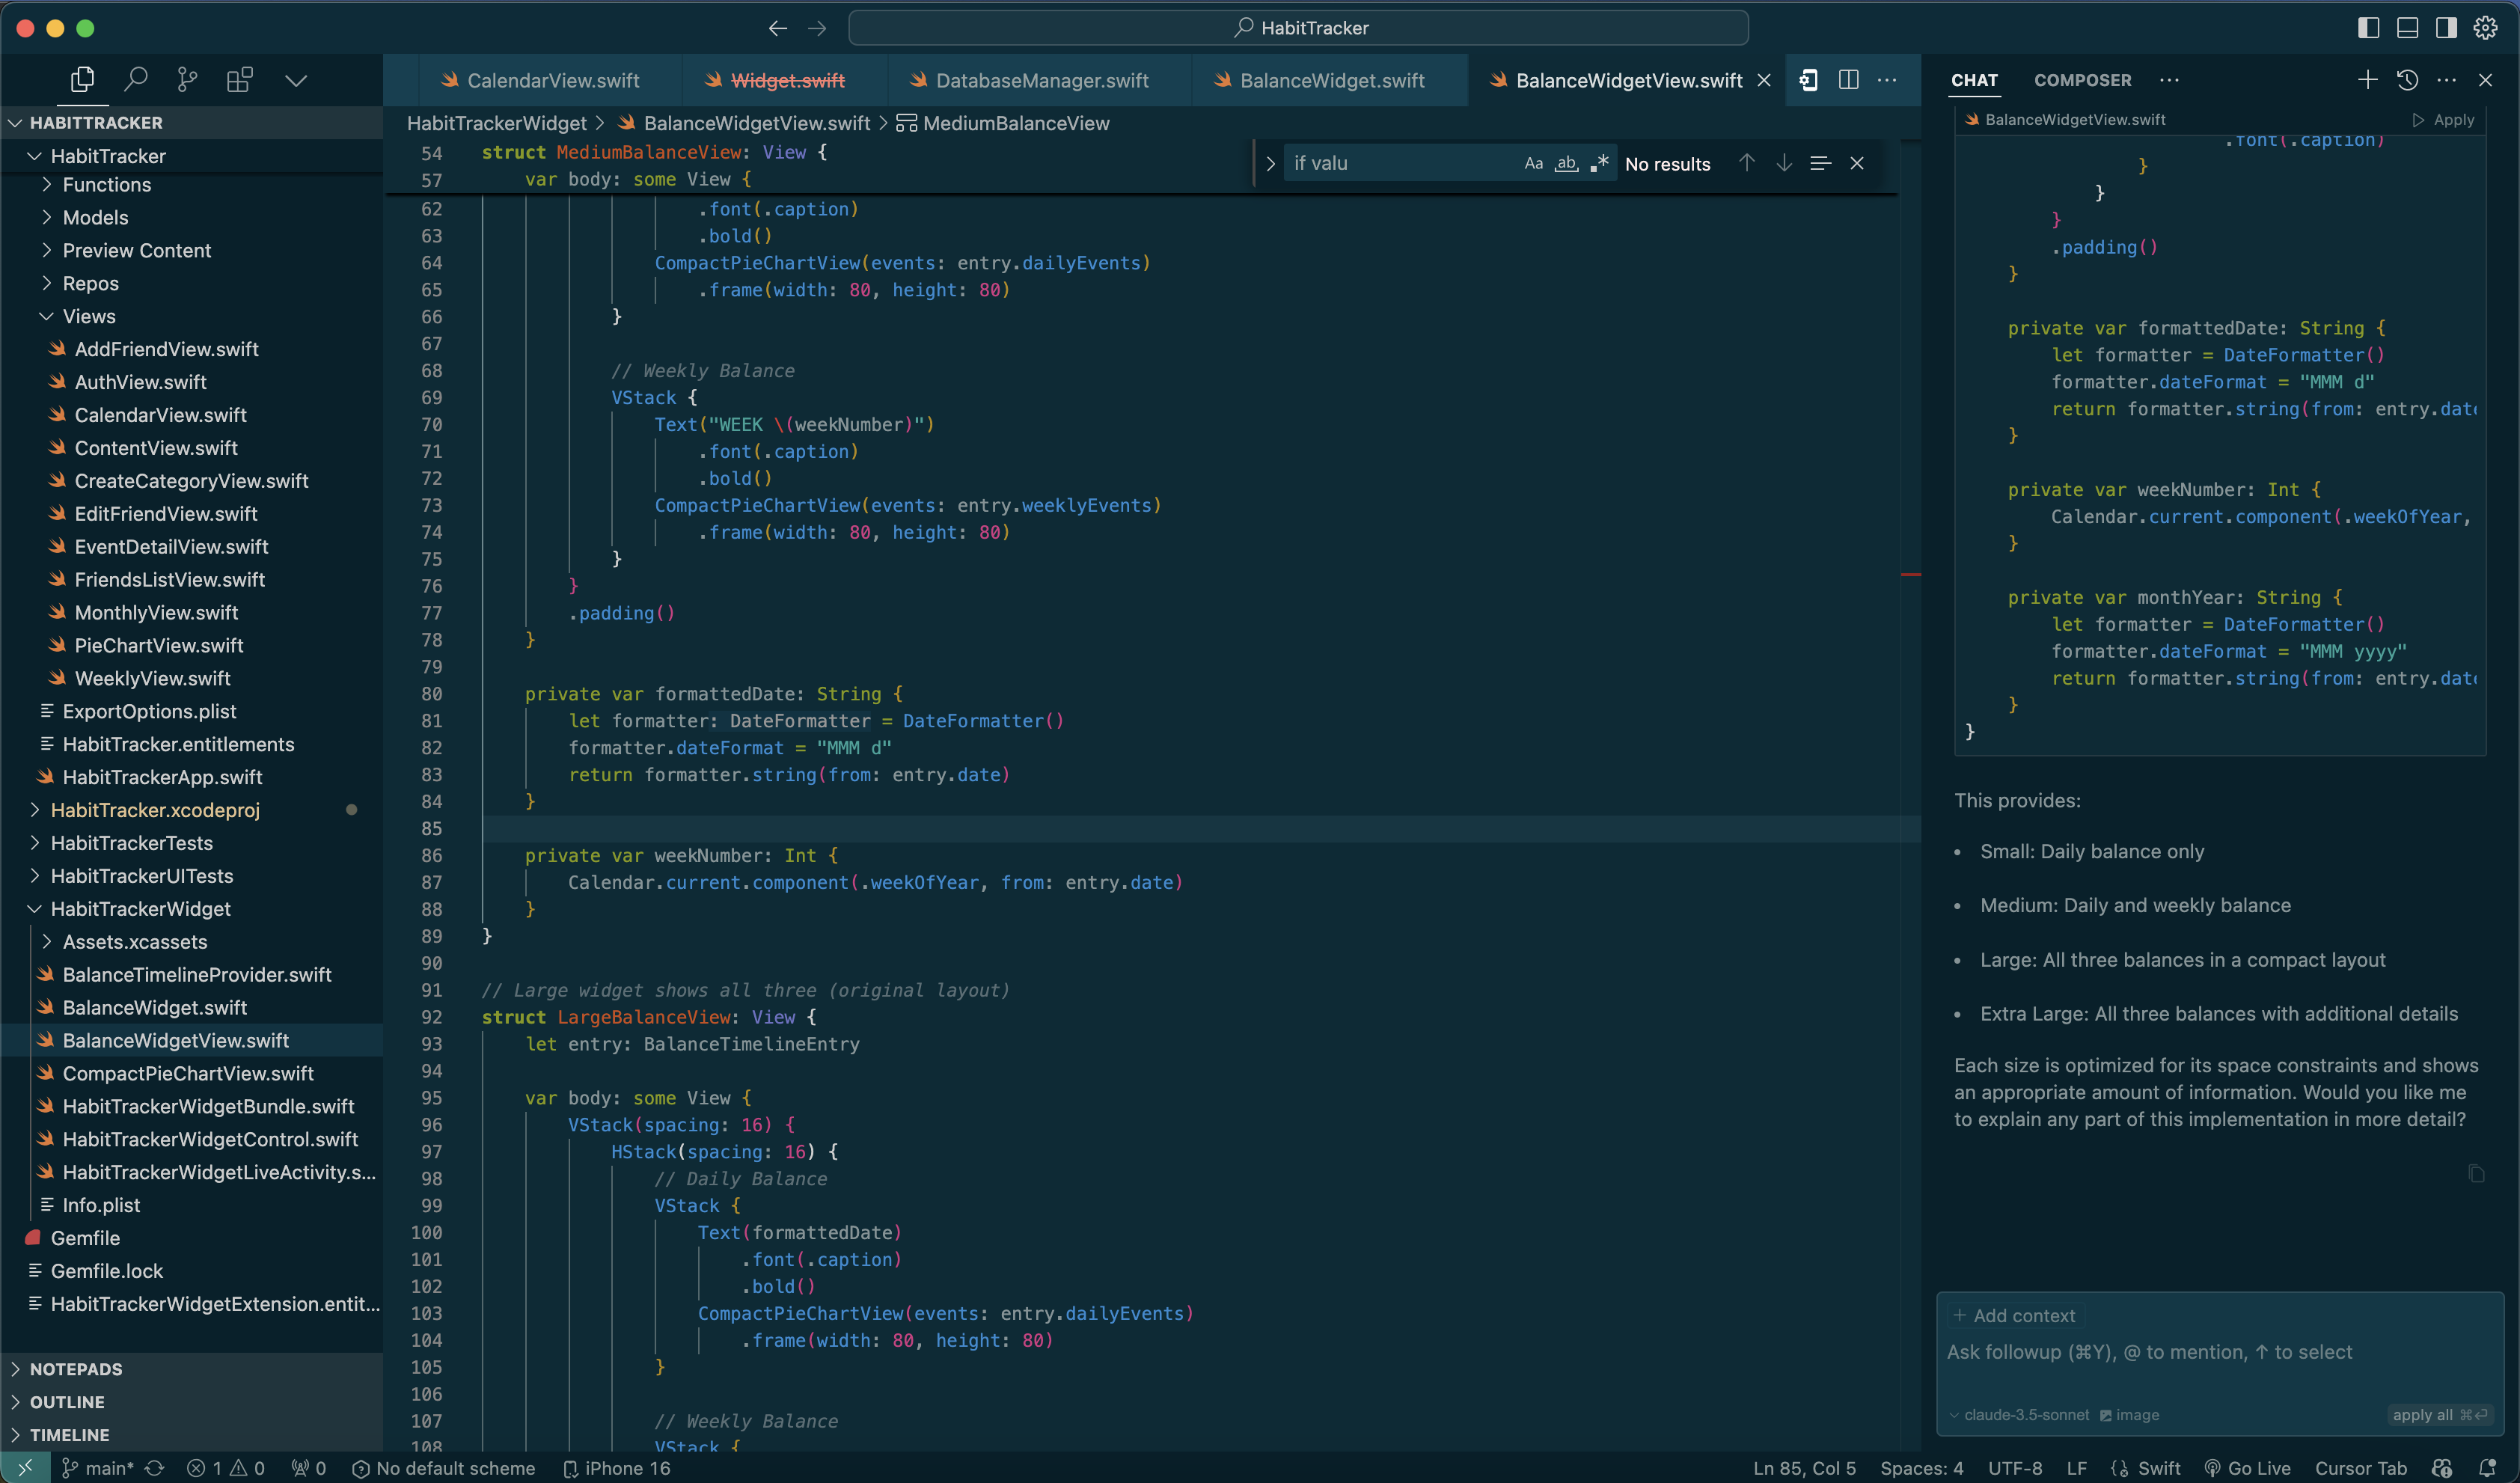 HabitTracker
CalendarView.swift
Widget.swift
DatabaseManager.swift
BalanceWidget.swift
BalanceWidgetView.swift
CHAT
COMPOSER
HABITTRACKER
HabitTracker
Functions
Models
Preview Content
Repos
Views
AddFriendView.swift
AuthView.swift
CalendarView.swift
ContentView.swift
CreateCategoryView.swift
EditFriendView.swift
EventDetailView.swift
FriendsListView.swift
MonthlyView.swift
PieChartView.swift
WeeklyView.swift
ExportOptions.plist
HabitTracker.entitlements
HabitTrackerApp.swift
HabitTracker.xcodeproj
HabitTrackerTests
HabitTrackerUITests
HabitTrackerWidget
Assets.xcassets
BalanceTimelineProvider.swift
BalanceWidget.swift
BalanceWidgetView.swift
CompactPieChartView.swift
HabitTrackerWidgetBundle.swift
HabitTrackerWidgetControl.swift
HabitTrackerWidgetLiveActivity.s...
Info.plist
Gemfile
Gemfile.lock
HabitTrackerWidgetExtension.entit...
NOTEPADS
OUTLINE
TIMELINE
HabitTrackerWidget > BalanceWidgetView.swift > MediumBalanceView
if valu Aa ab .* No results
54 struct MediumBalanceView: View {
57 var body: some View {
62 .font(.caption)
63 .bold()
64 CompactPieChartView(events: entry.dailyEvents)
65 .frame(width: 80, height: 80)
66 }
67
68 // Weekly Balance
69 VStack {
70 Text("WEEK \(weekNumber)")
71 .font(.caption)
72 .bold()
73 CompactPieChartView(events: entry.weeklyEvents)
74 .frame(width: 80, height: 80)
75 }
76 }
77 .padding()
78 }
79
80 private var formattedDate: String {
81 let formatter: DateFormatter = DateFormatter()
82 formatter.dateFormat = "MMM d"
83 return formatter.string(from: entry.date)
84 }
85
86 private var weekNumber: Int {
87 Calendar.current.component(.weekOfYear, from: entry.date)
88 }
89 }
90
91 // Large widget shows all three (original layout)
92 struct LargeBalanceView: View {
93 let entry: BalanceTimelineEntry
94
95 var body: some View {
96 VStack(spacing: 16) {
97 HStack(spacing: 16) {
98 // Daily Balance
99 VStack {
100 Text(formattedDate)
101 .font(.caption)
102 .bold()
103 CompactPieChartView(events: entry.dailyEvents)
104 .frame(width: 80, height: 80)
105 }
106
107 // Weekly Balance
108 VStack {
BalanceWidgetView.swift Apply
.font(.caption)
}
}
}
.padding()
}
private var formattedDate: String {
let formatter = DateFormatter()
formatter.dateFormat = "MMM d"
return formatter.string(from: entry.date
}
private var weekNumber: Int {
Calendar.current.component(.weekOfYear,
}
private var monthYear: String {
let formatter = DateFormatter()
formatter.dateFormat = "MMM yyyy"
return formatter.string(from: entry.date
}
}
This provides:
• Small: Daily balance only
• Medium: Daily and weekly balance
• Large: All three balances in a compact layout
• Extra Large: All three balances with additional details
Each size is optimized for its space constraints and shows
an appropriate amount of information. Would you like me
to explain any part of this implementation in more detail?
+ Add context
Ask followup (⌘Y), @ to mention, ↑ to select
claude-3.5-sonnet image apply all ⌘⏎
main* 1 0 0 No default scheme iPhone 16 Ln 85, Col 5 Spaces: 4 UTF-8 LF Swift Go Live Cursor Tab